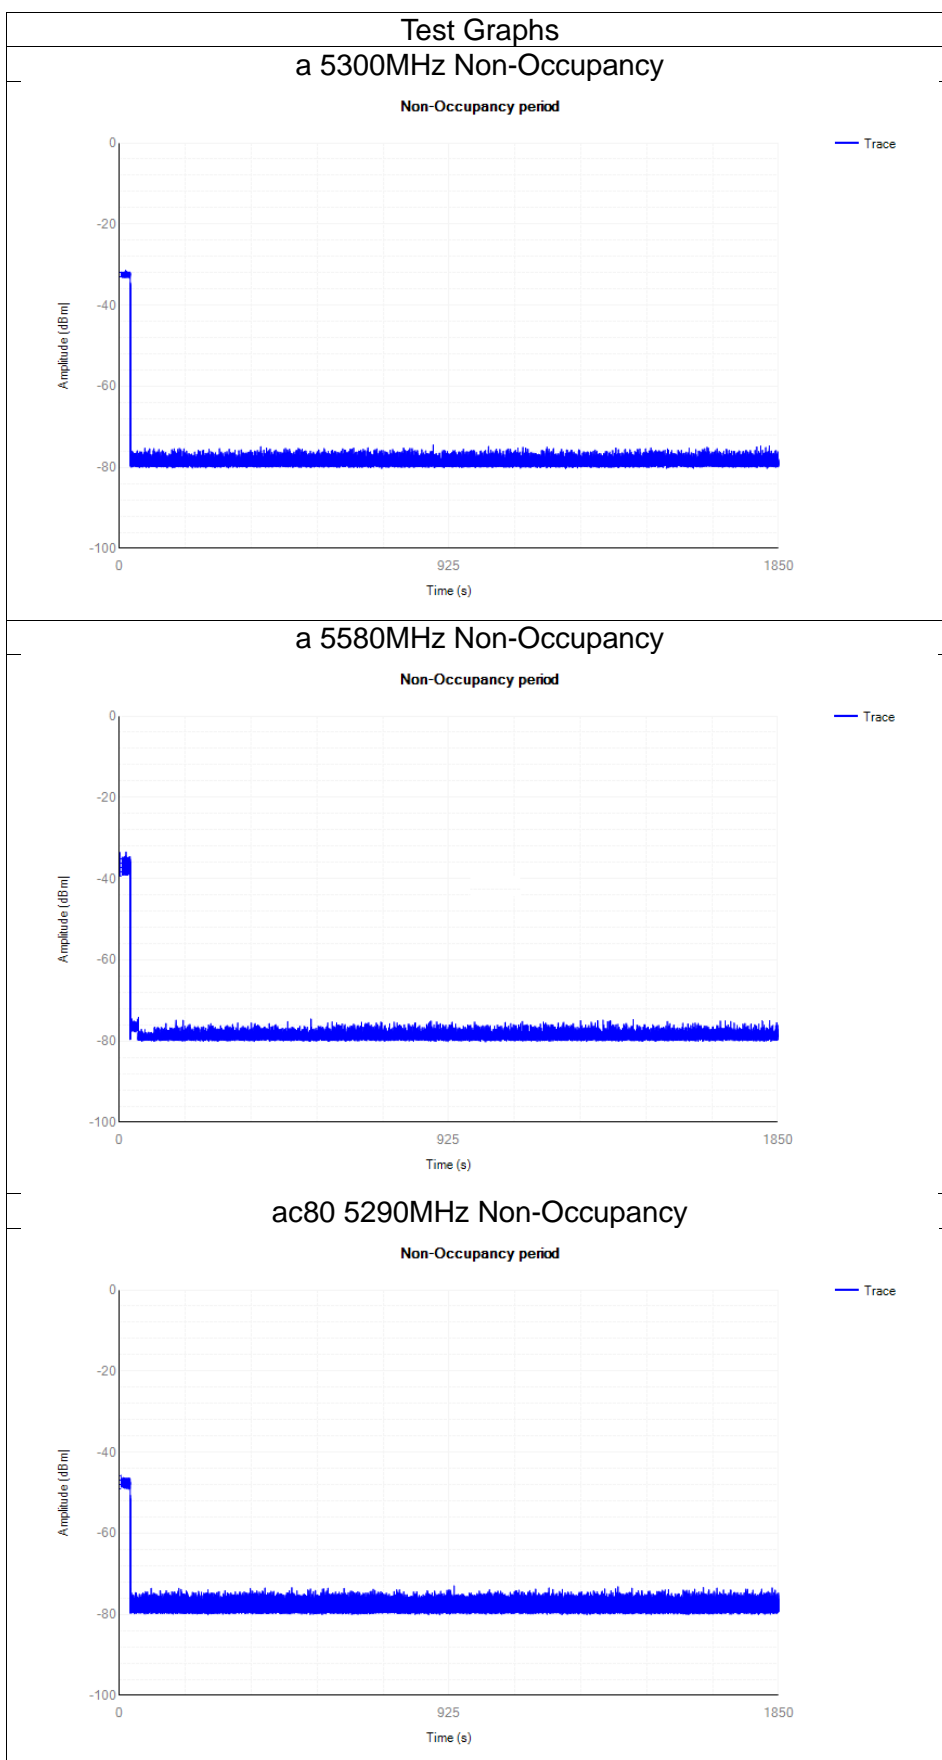 Test Graphs
a 5300MHz Non-Occupancy
Non-Occupancy period
Trace
0
-20
-40
-60
-80
-100
Amplitude [dBm]
0 925 1850
Time (s)
a 5580MHz Non-Occupancy
Non-Occupancy period
Trace
0
-20
-40
-60
-80
-100
Amplitude [dBm]
0 925 1850
Time (s)
ac80 5290MHz Non-Occupancy
Non-Occupancy period
Trace
0
-20
-40
-60
-80
-100
Amplitude [dBm]
0 925 1850
Time (s)